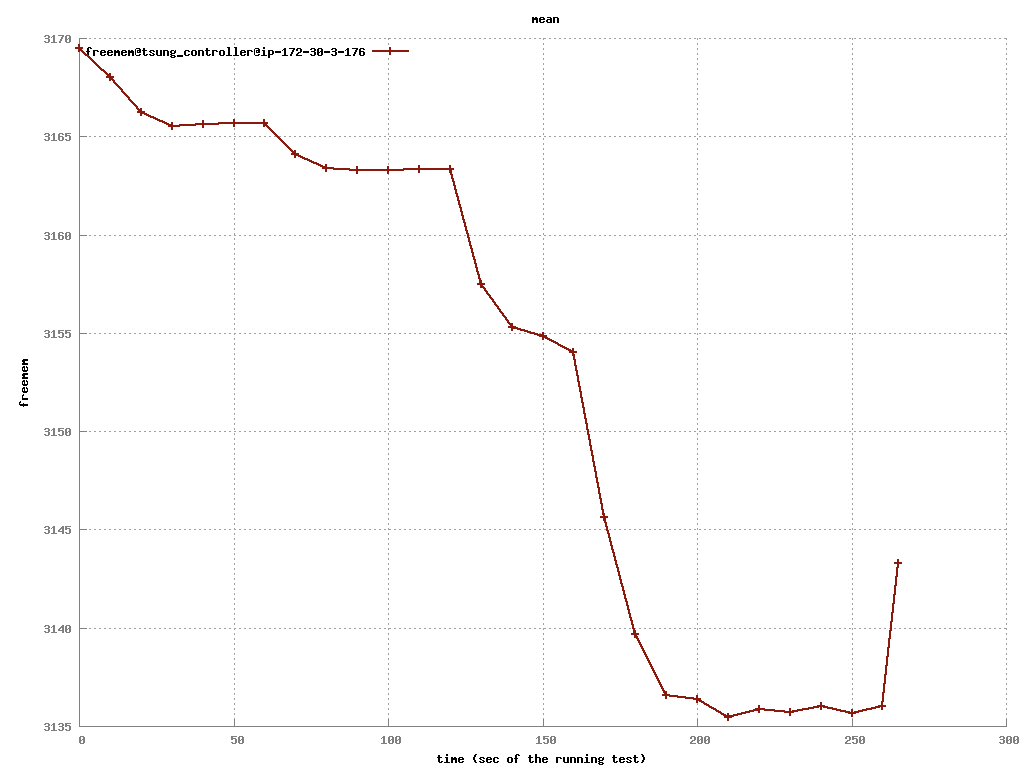 mean
3170
freemem@tsung_controller@ip-172-30-3-176
3165
3160
3155
freemem
3150
3145
3140
3135
0 50 100 150 200 250 300
time (sec of the running test)